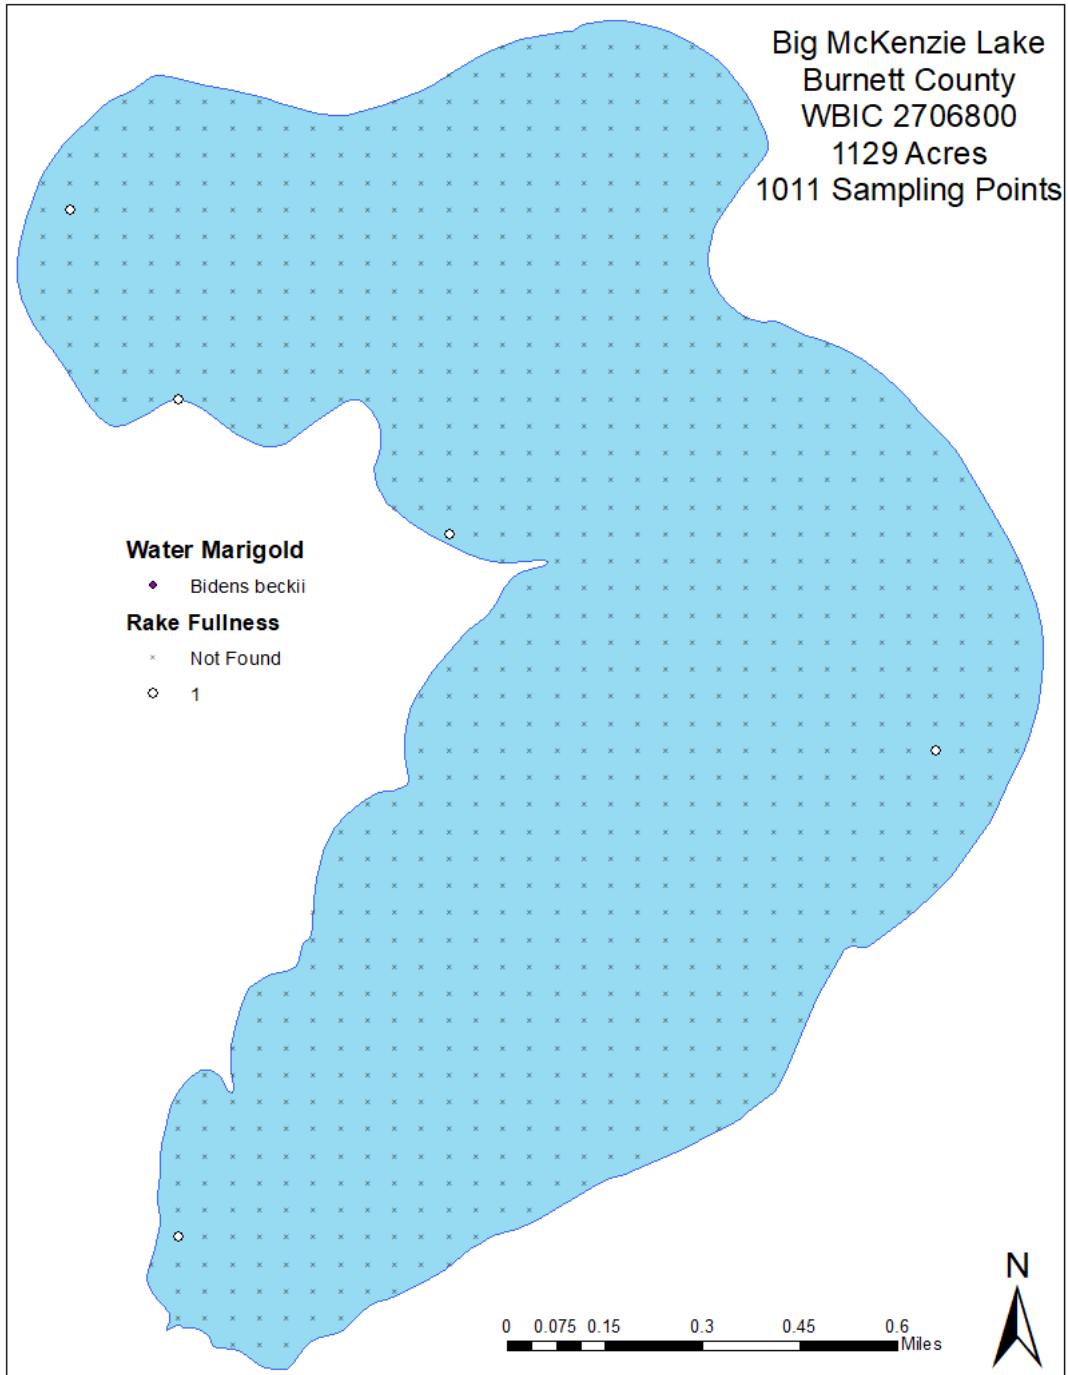 Big McKenzie Lake
Burnett County
WBIC 2706800
1129 Acres
1011 Sampling Points
Water Marigold
Bidens beckii
Rake Fullness
Not Found
1
N
0 0.075 0.15 0.3 0.45 0.6
Miles